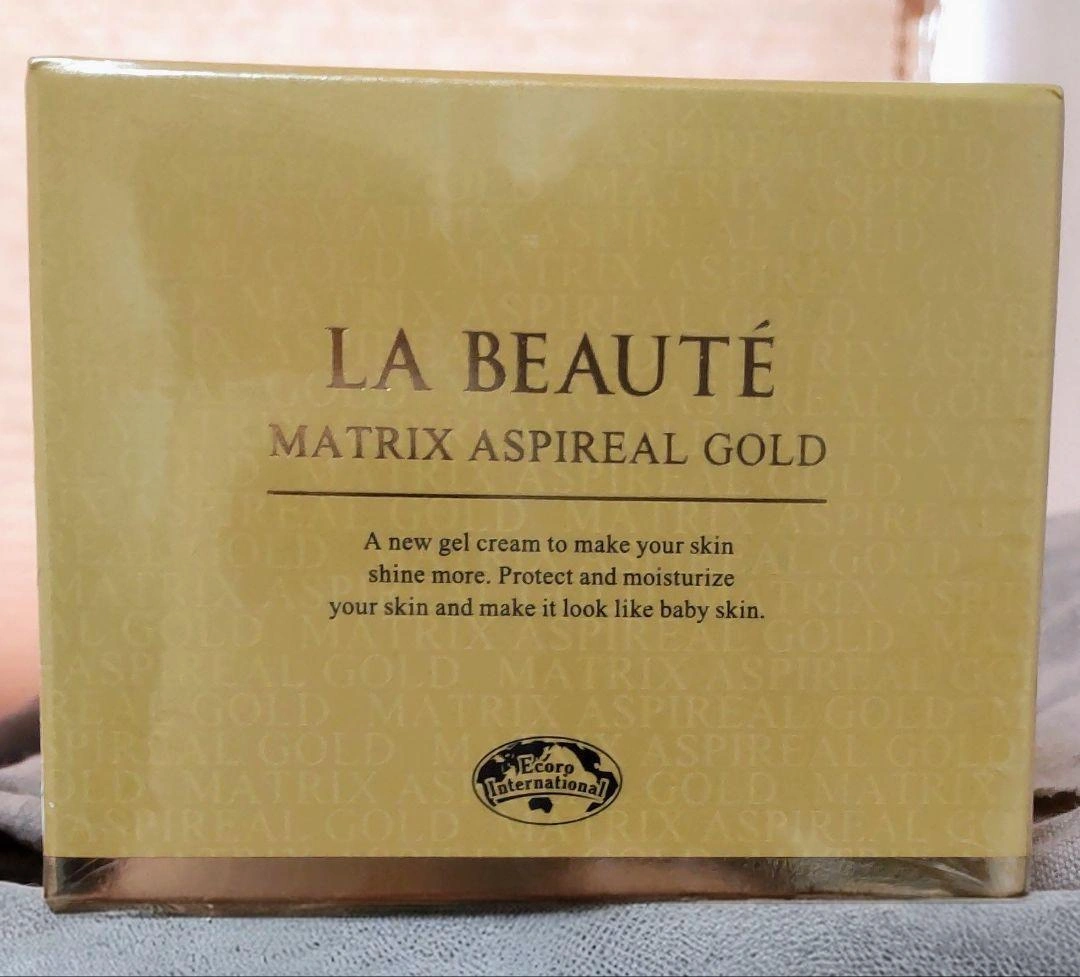 LA BEAUTÉ
MATRIX ASPIREAL GOLD
A new gel cream to make your skin
shine more. Protect and moisturize
your skin and make it look like baby skin.
Ecoro
International